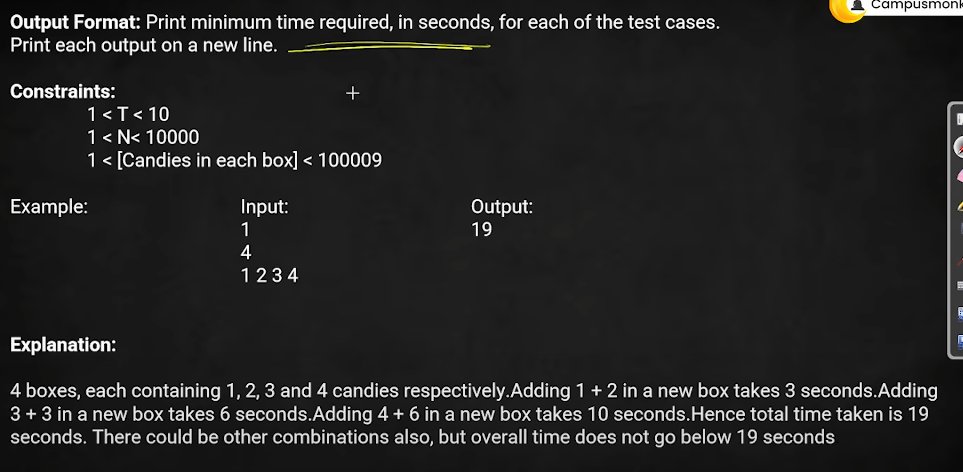 Campusmonk
Output Format: Print minimum time required, in seconds, for each of the test cases.
Print each output on a new line.
Constraints:
1 < T < 10
1 < N< 10000
1 < [Candies in each box] < 100009
Example:
Input:
Output:
1
19
4
1 2 3 4
Explanation:
4 boxes, each containing 1, 2, 3 and 4 candies respectively.Adding 1 + 2 in a new box takes 3 seconds.Adding
3 + 3 in a new box takes 6 seconds.Adding 4 + 6 in a new box takes 10 seconds.Hence total time taken is 19
seconds. There could be other combinations also, but overall time does not go below 19 seconds